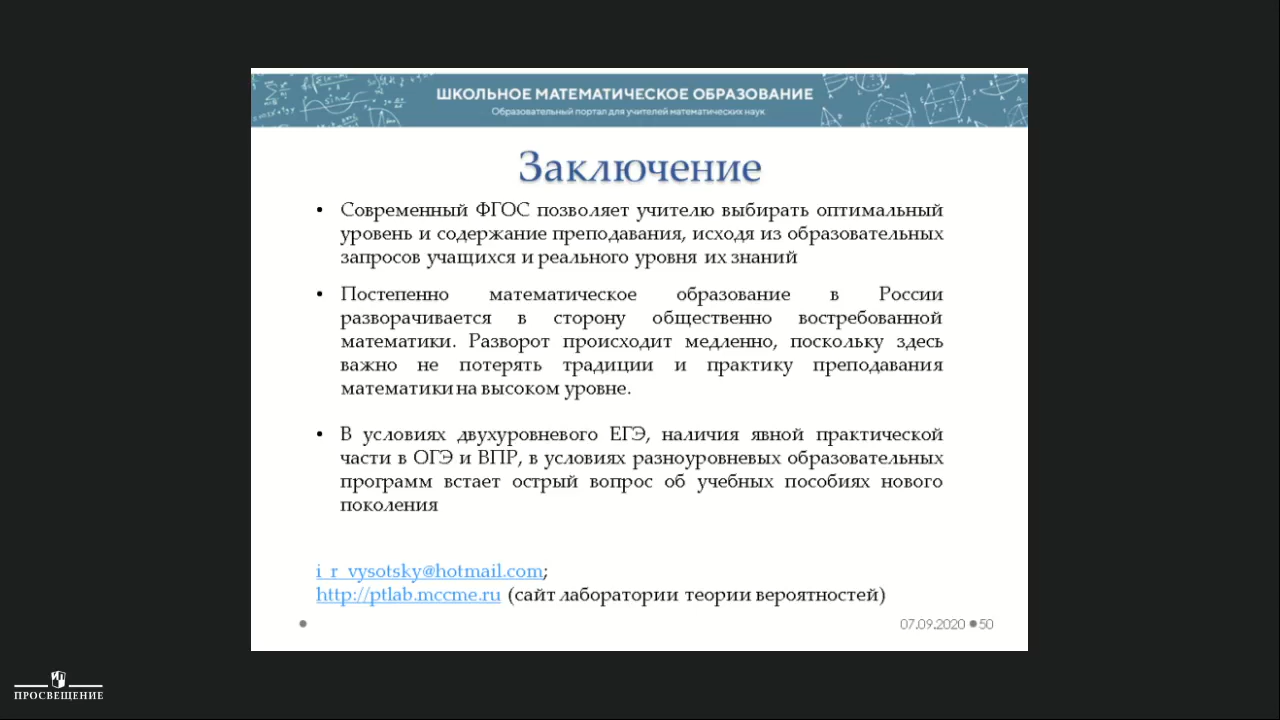 ШКОЛЬНОЕ МАТЕМАТИЧЕСКОЕ ОБРАЗОВАНИЕ
Образовательный портал для учителей математических наук
Заключение
• Современный ФГОС позволяет учителю выбирать оптимальный
уровень и содержание преподавания, исходя из образовательных
запросов учащихся и реального уровня их знаний
• Постепенно математическое образование в России
разворачивается в сторону общественно востребованной
математики. Разворот происходит медленно, поскольку здесь
важно не потерять традиции и практику преподавания
математики на высоком уровне.
• В условиях двухуровневого ЕГЭ, наличия явной практической
части в ОГЭ и ВПР, в условиях разноуровневых образовательных
программ встает острый вопрос об учебных пособиях нового
поколения
i_r_vysotsky@hotmail.com;
http://ptlab.mccme.ru (сайт лаборатории теории вероятностей)
07.09.2020 ●50
ПРОСВЕЩЕНИЕ